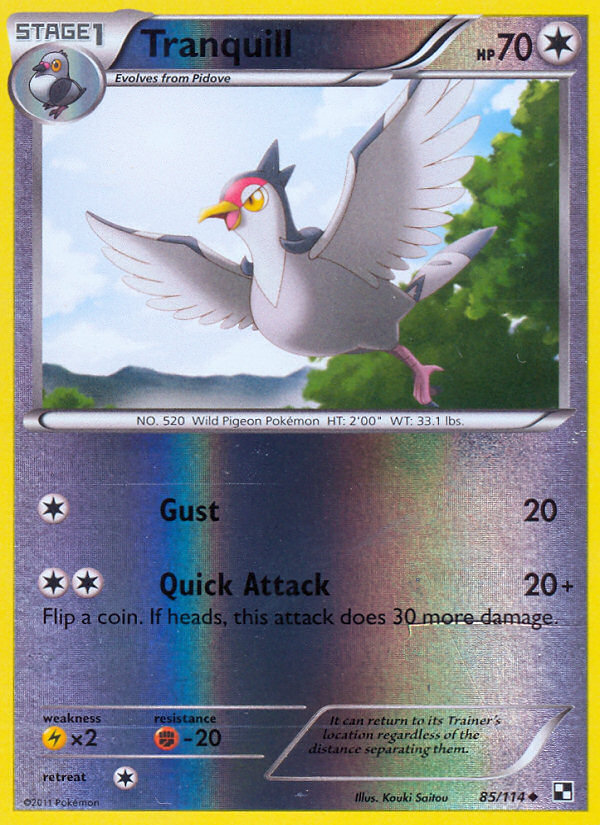 STAGE1
Tranquill
HP 70
Evolves from Pidove
NO. 520 Wild Pigeon Pokémon HT: 2'00" WT: 33.1 lbs.
Gust 20
Quick Attack 20+
Flip a coin. If heads, this attack does 30 more damage.
weakness resistance
×2 -20
It can return to its Trainer's
location regardless of the
distance separating them.
retreat
©2011 Pokémon
Illus. Kouki Saitou 85/114